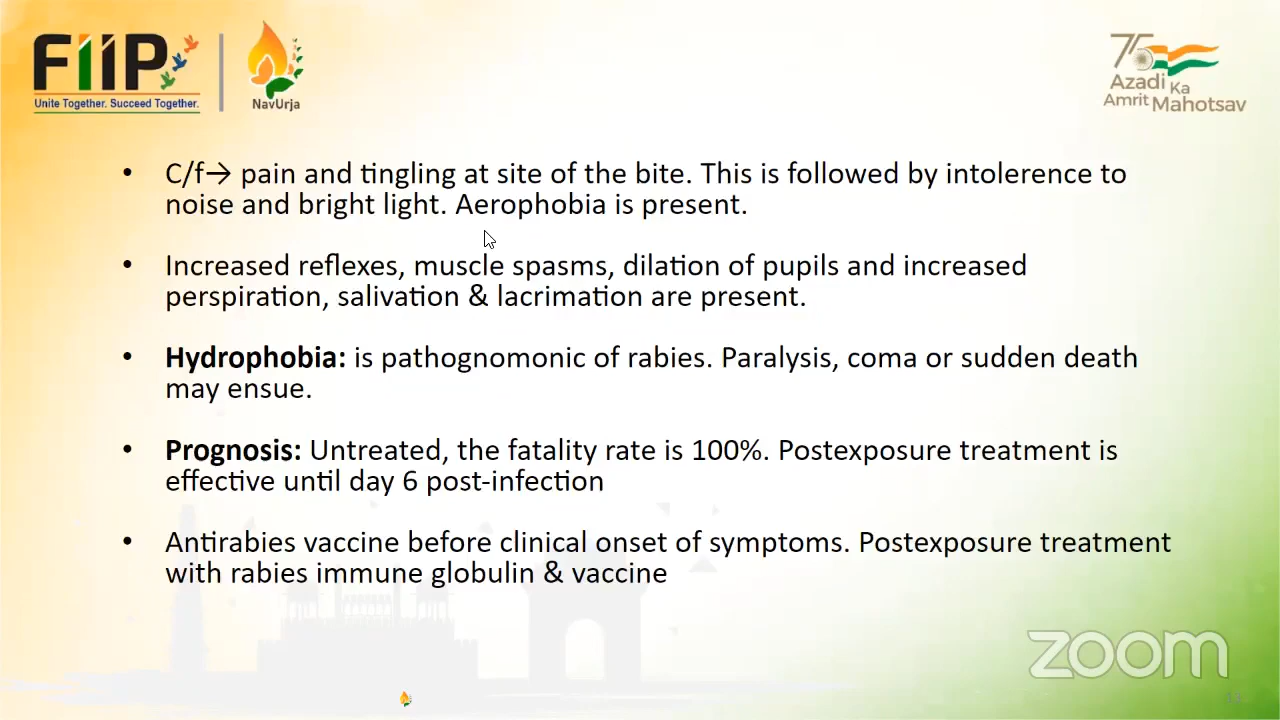 FIIP
Unite Together. Succeed Together.
NavUrja
75
Azadi Ka
Amrit Mahotsav
• C/f→ pain and tingling at site of the bite. This is followed by intolerence to
noise and bright light. Aerophobia is present.
• Increased reflexes, muscle spasms, dilation of pupils and increased
perspiration, salivation & lacrimation are present.
• Hydrophobia: is pathognomonic of rabies. Paralysis, coma or sudden death
may ensue.
• Prognosis: Untreated, the fatality rate is 100%. Postexposure treatment is
effective until day 6 post-infection
• Antirabies vaccine before clinical onset of symptoms. Postexposure treatment
with rabies immune globulin & vaccine
zoom